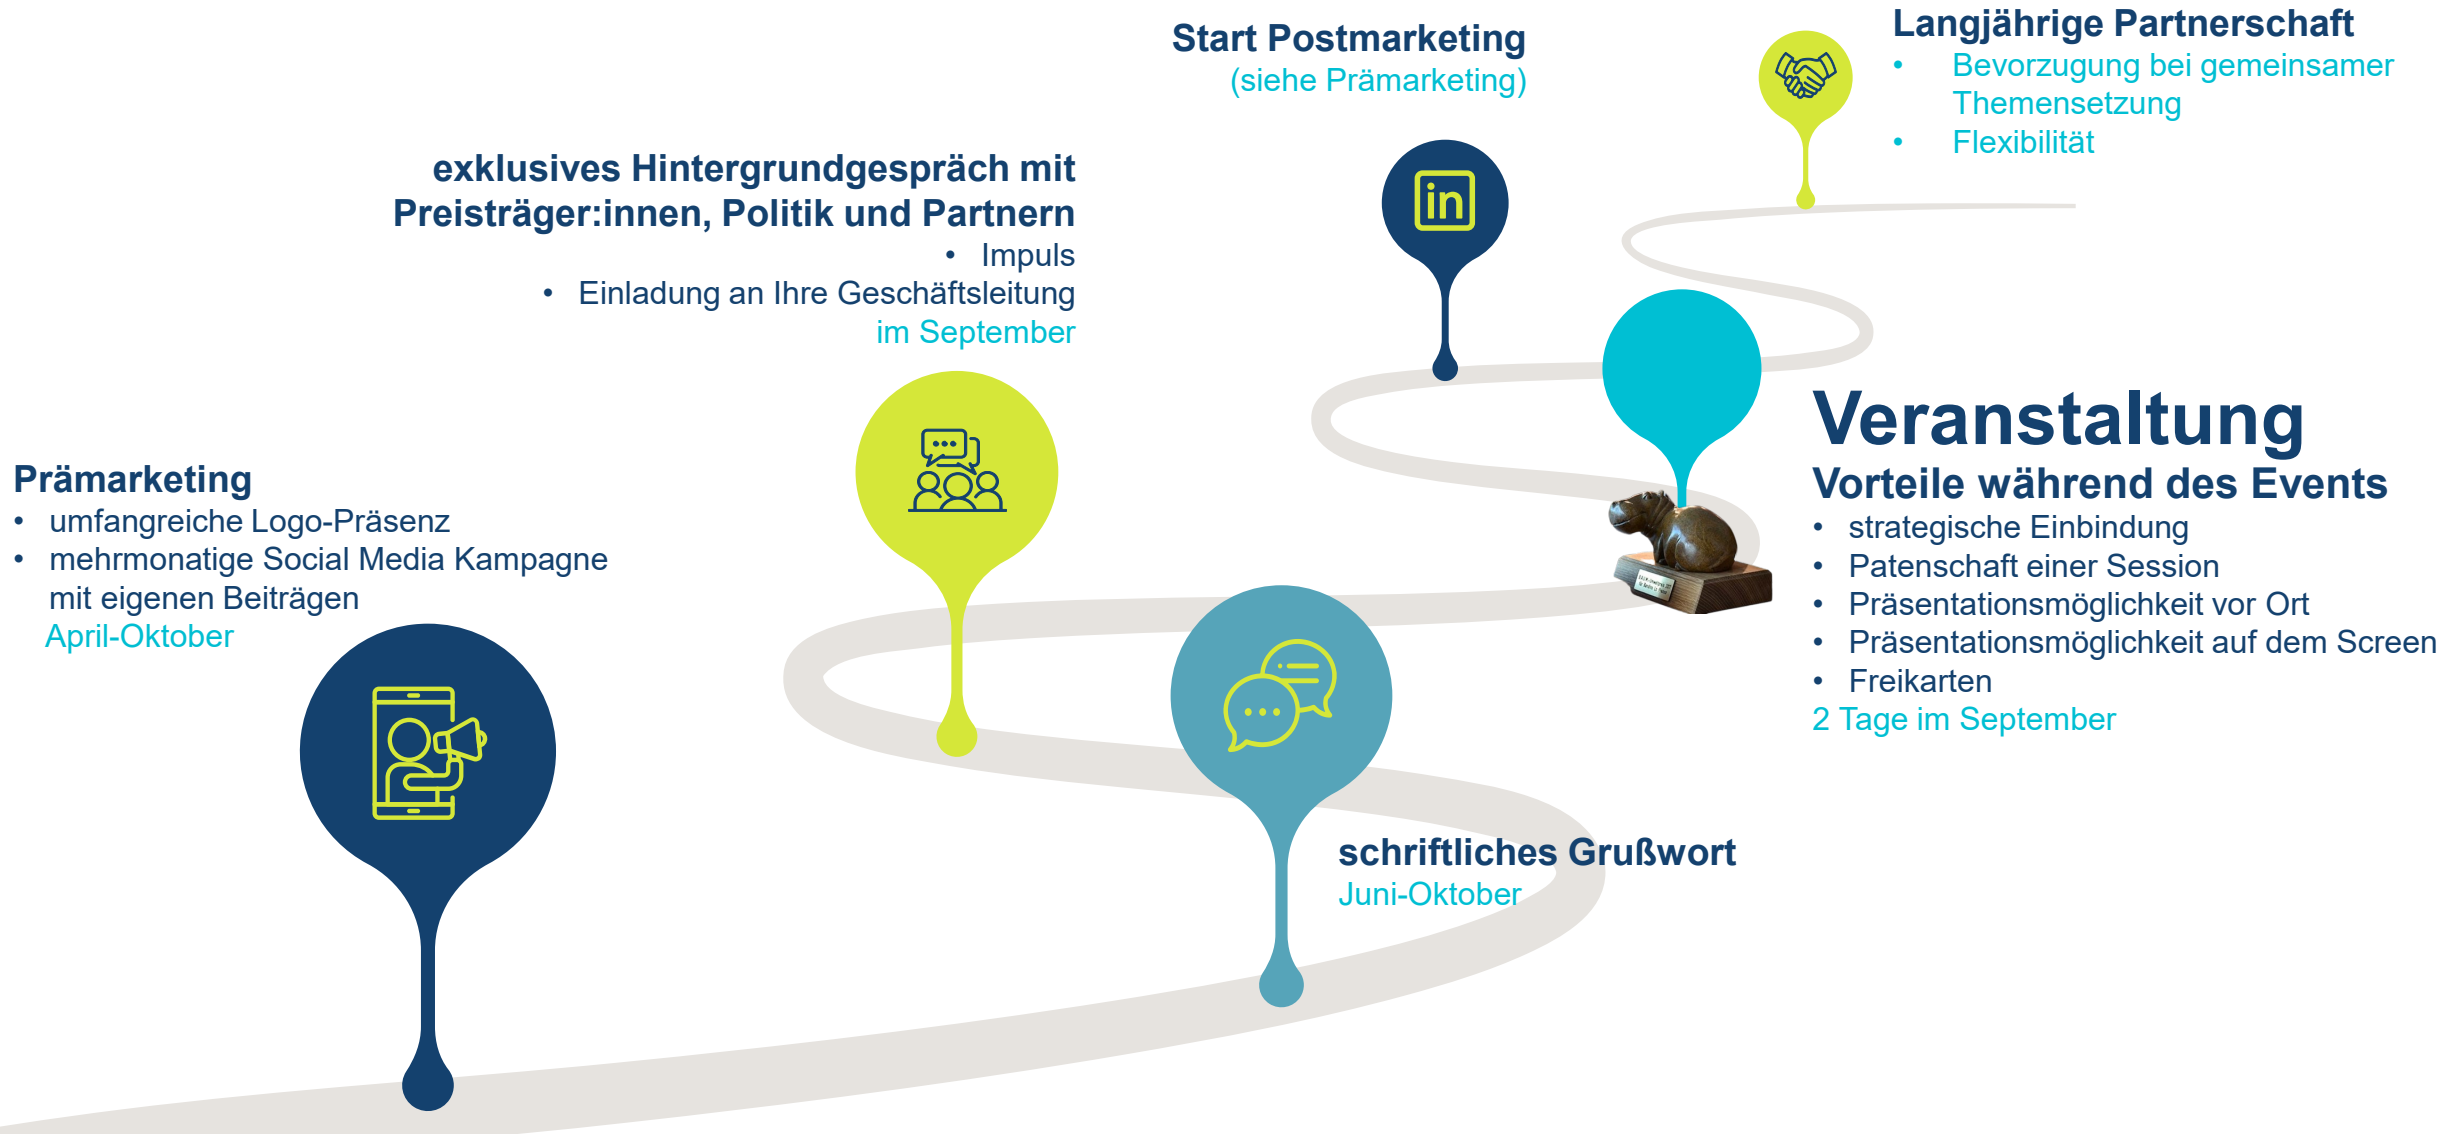 Prämarketing
• umfangreiche Logo-Präsenz
• mehrmonatige Social Media Kampagne
mit eigenen Beiträgen
April-Oktober
schriftliches Grußwort
Juni-Oktober
exklusives Hintergrundgespräch mit
Preisträger:innen, Politik und Partnern
• Impuls
• Einladung an Ihre Geschäftsleitung
im September
Veranstaltung
Vorteile während des Events
• strategische Einbindung
• Patenschaft einer Session
• Präsentationsmöglichkeit vor Ort
• Präsentationsmöglichkeit auf dem Screen
• Freikarten
2 Tage im September
Start Postmarketing
(siehe Prämarketing)
in
Langjährige Partnerschaft
• Bevorzugung bei gemeinsamer
Themensetzung
• Flexibilität